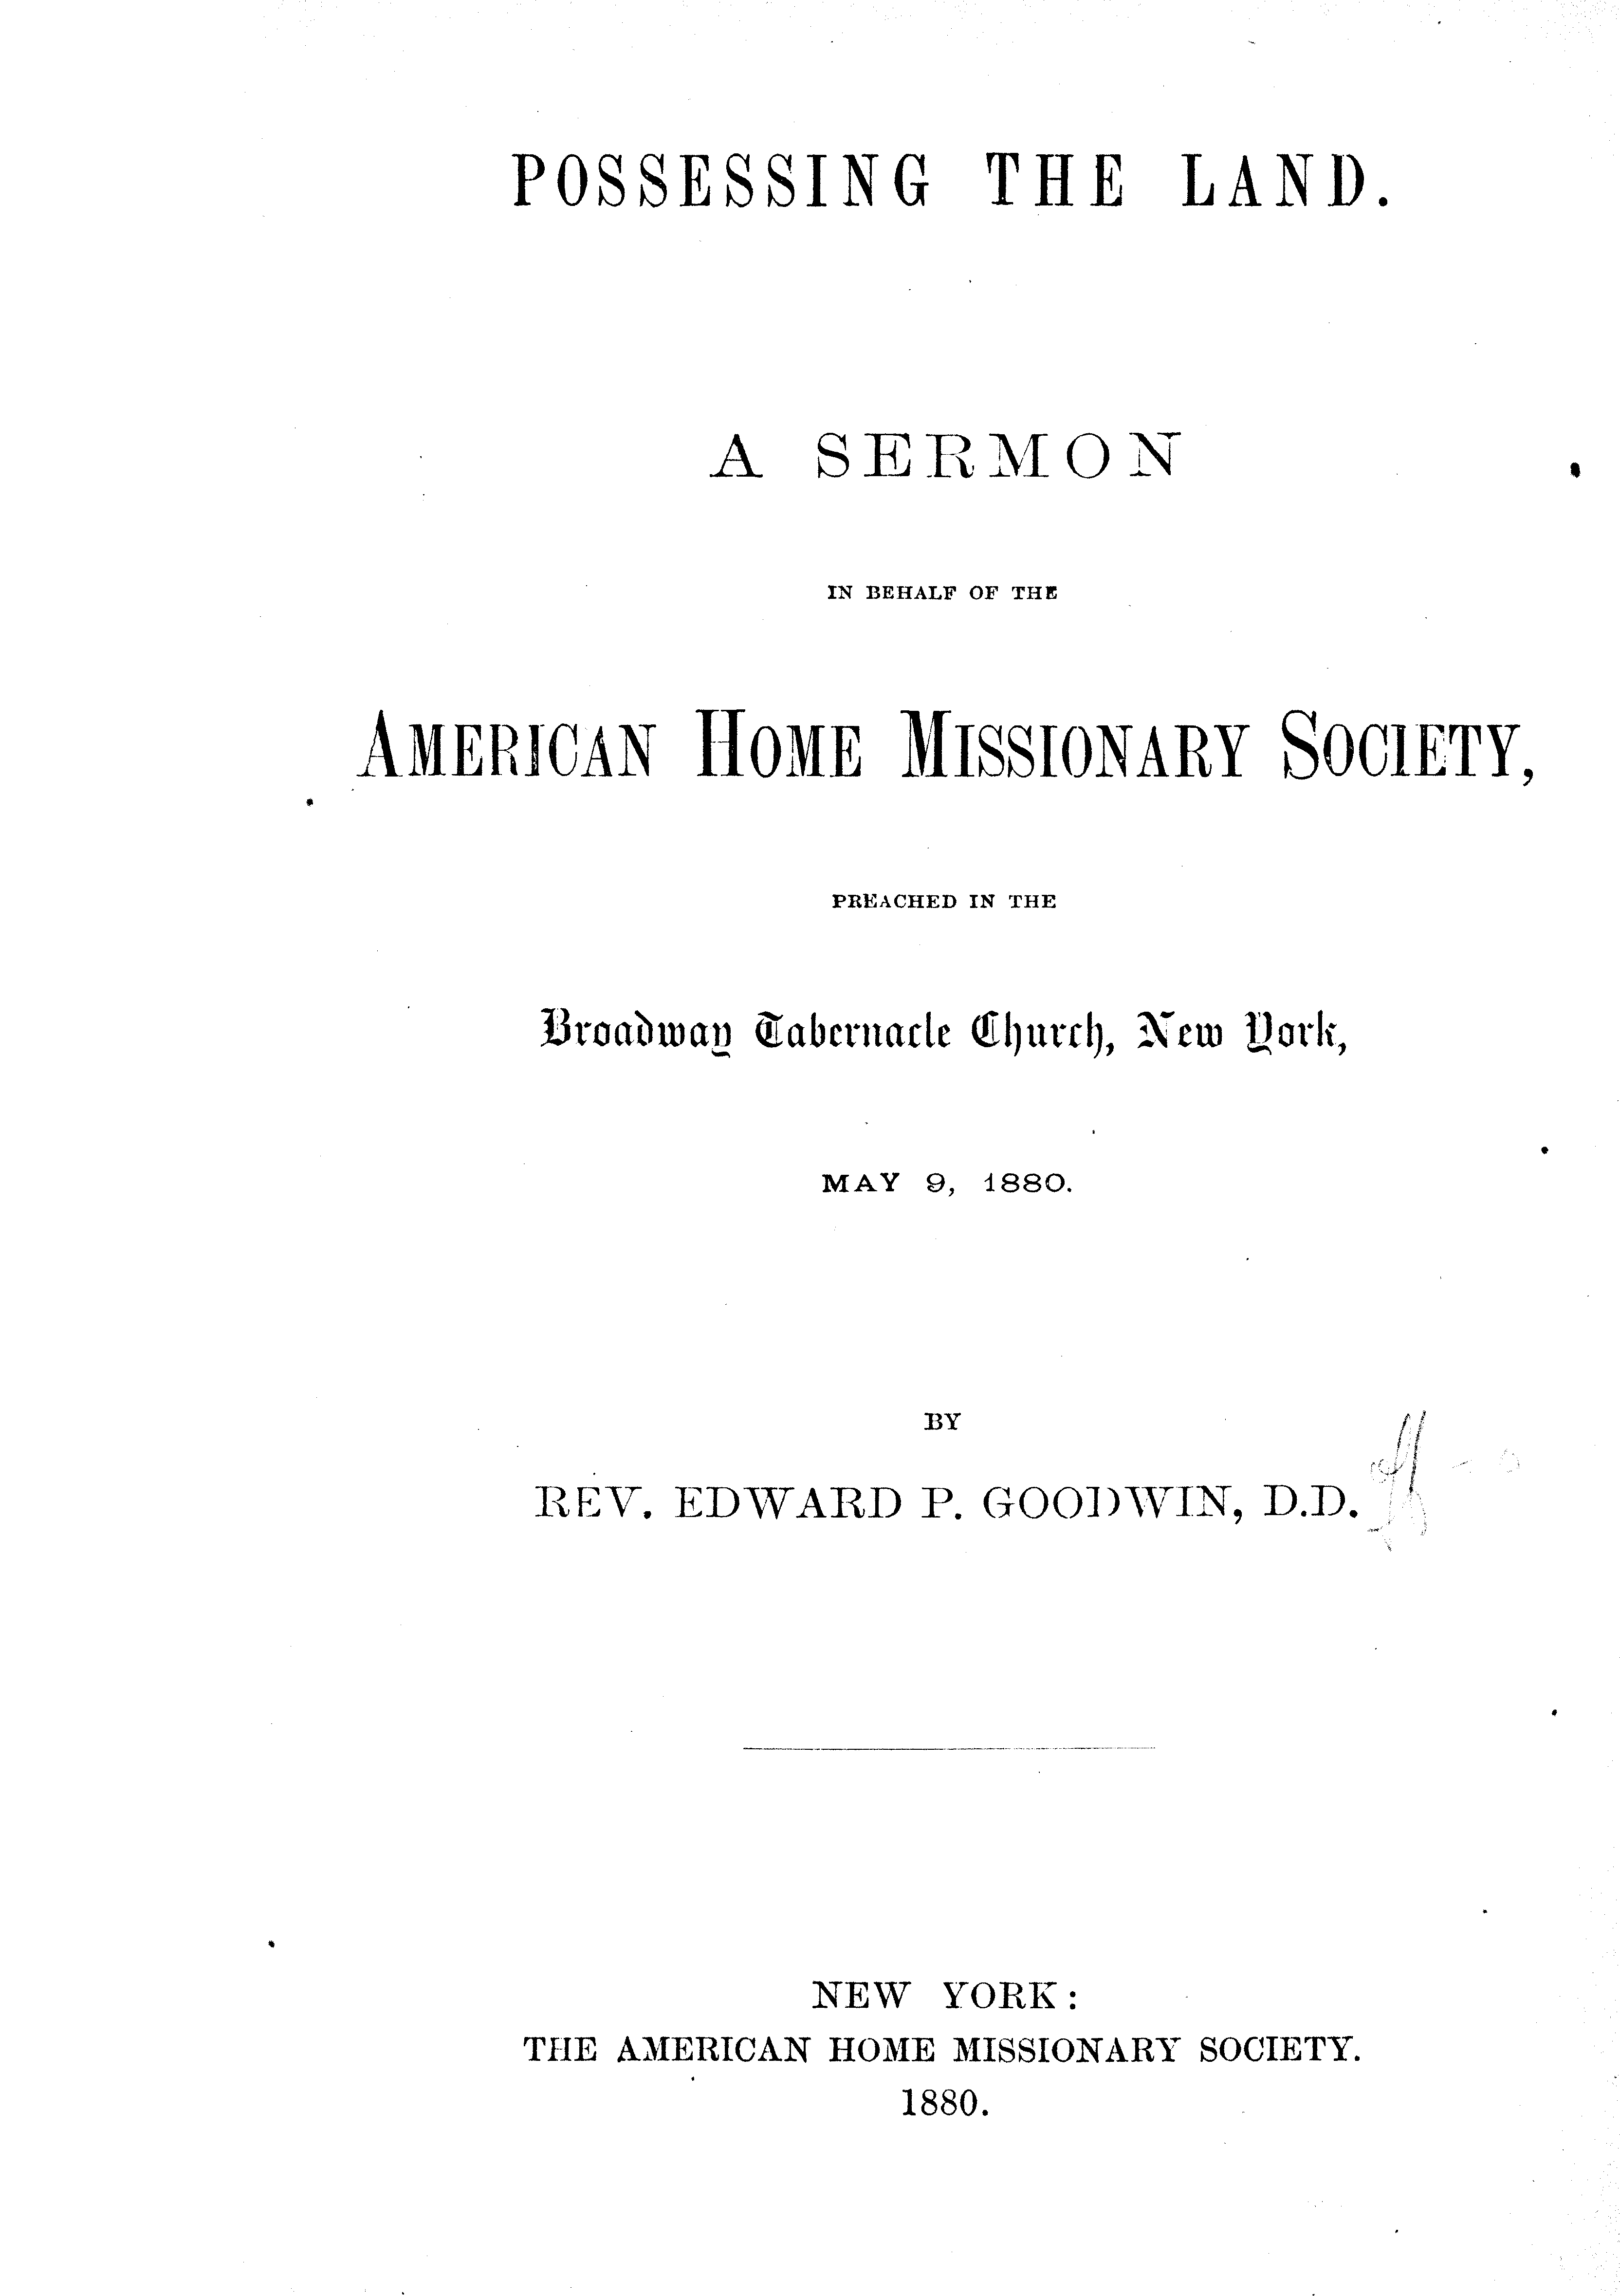 POSSESSING THE LAND.
A SERMON
IN BEHALF OF THE
AMERICAN HOME MISSIONARY SOCIETY,
PREACHED IN THE
Broadway Tabernacle Church, New York,
MAY 9, 1880.
BY
REV. EDWARD P. GOODWIN, D.D.
NEW YORK:
THE AMERICAN HOME MISSIONARY SOCIETY.
1880.